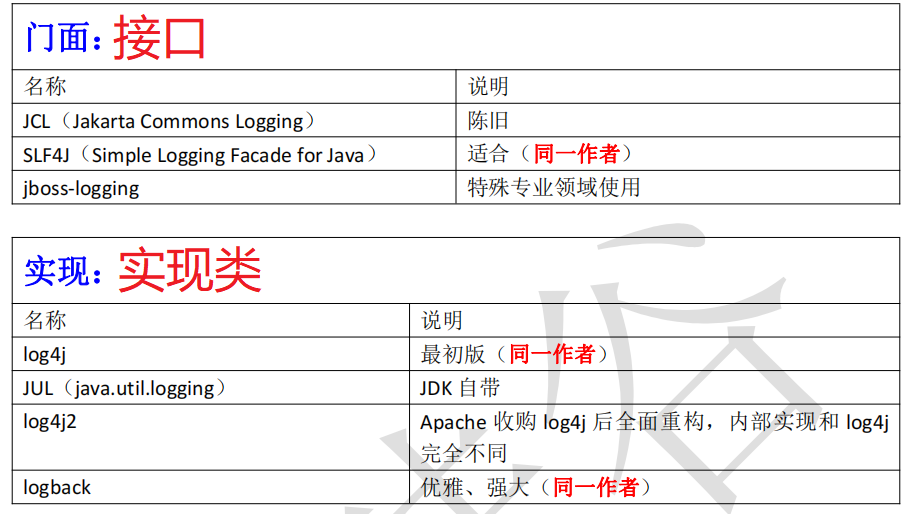 门面：接口
名称 说明
JCL（Jakarta Commons Logging） 陈旧
SLF4J（Simple Logging Facade for Java） 适合（同一作者）
jboss-logging 特殊专业领域使用
实现：实现类
名称 说明
log4j 最初版（同一作者）
JUL（java.util.logging） JDK 自带
log4j2 Apache 收购 log4j 后全面重构，内部实现和 log4j
完全不同
logback 优雅、强大（同一作者）